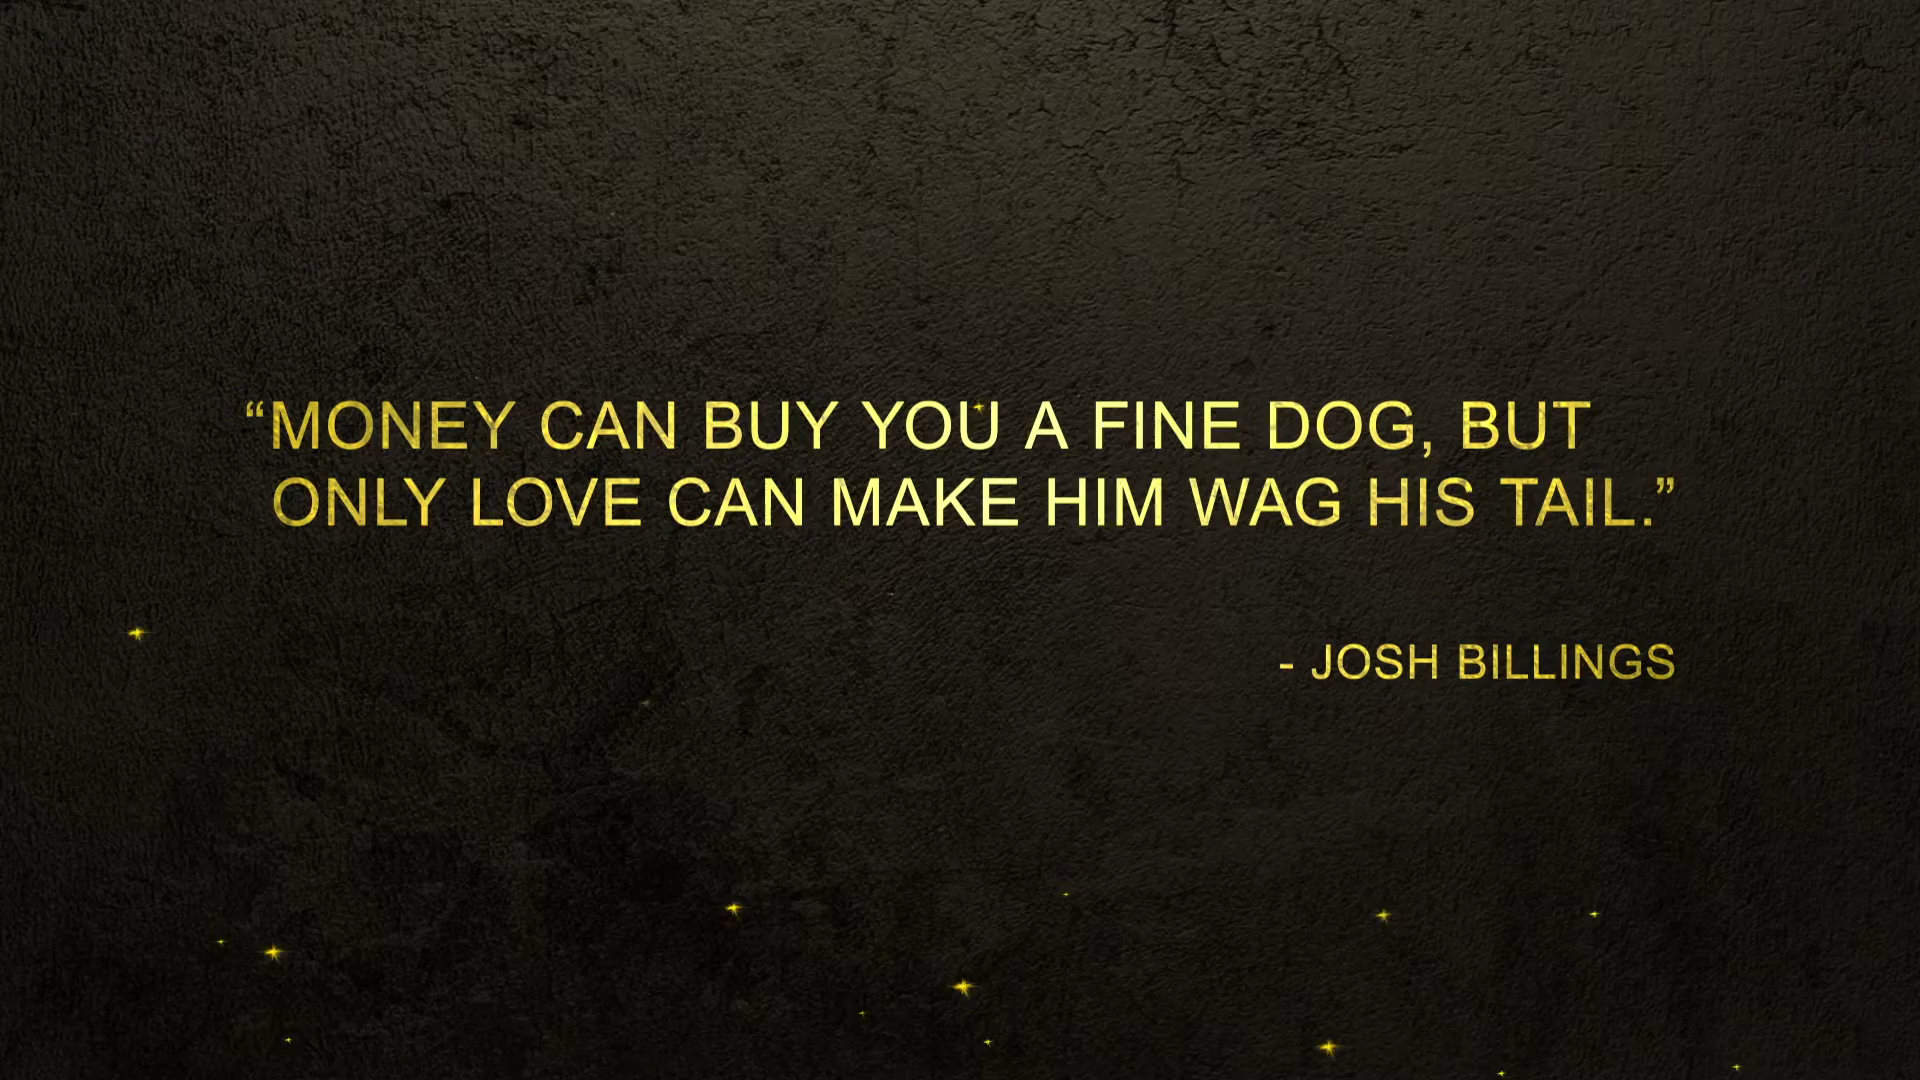 “MONEY CAN BUY YOU A FINE DOG, BUT
ONLY LOVE CAN MAKE HIM WAG HIS TAIL.”
- JOSH BILLINGS